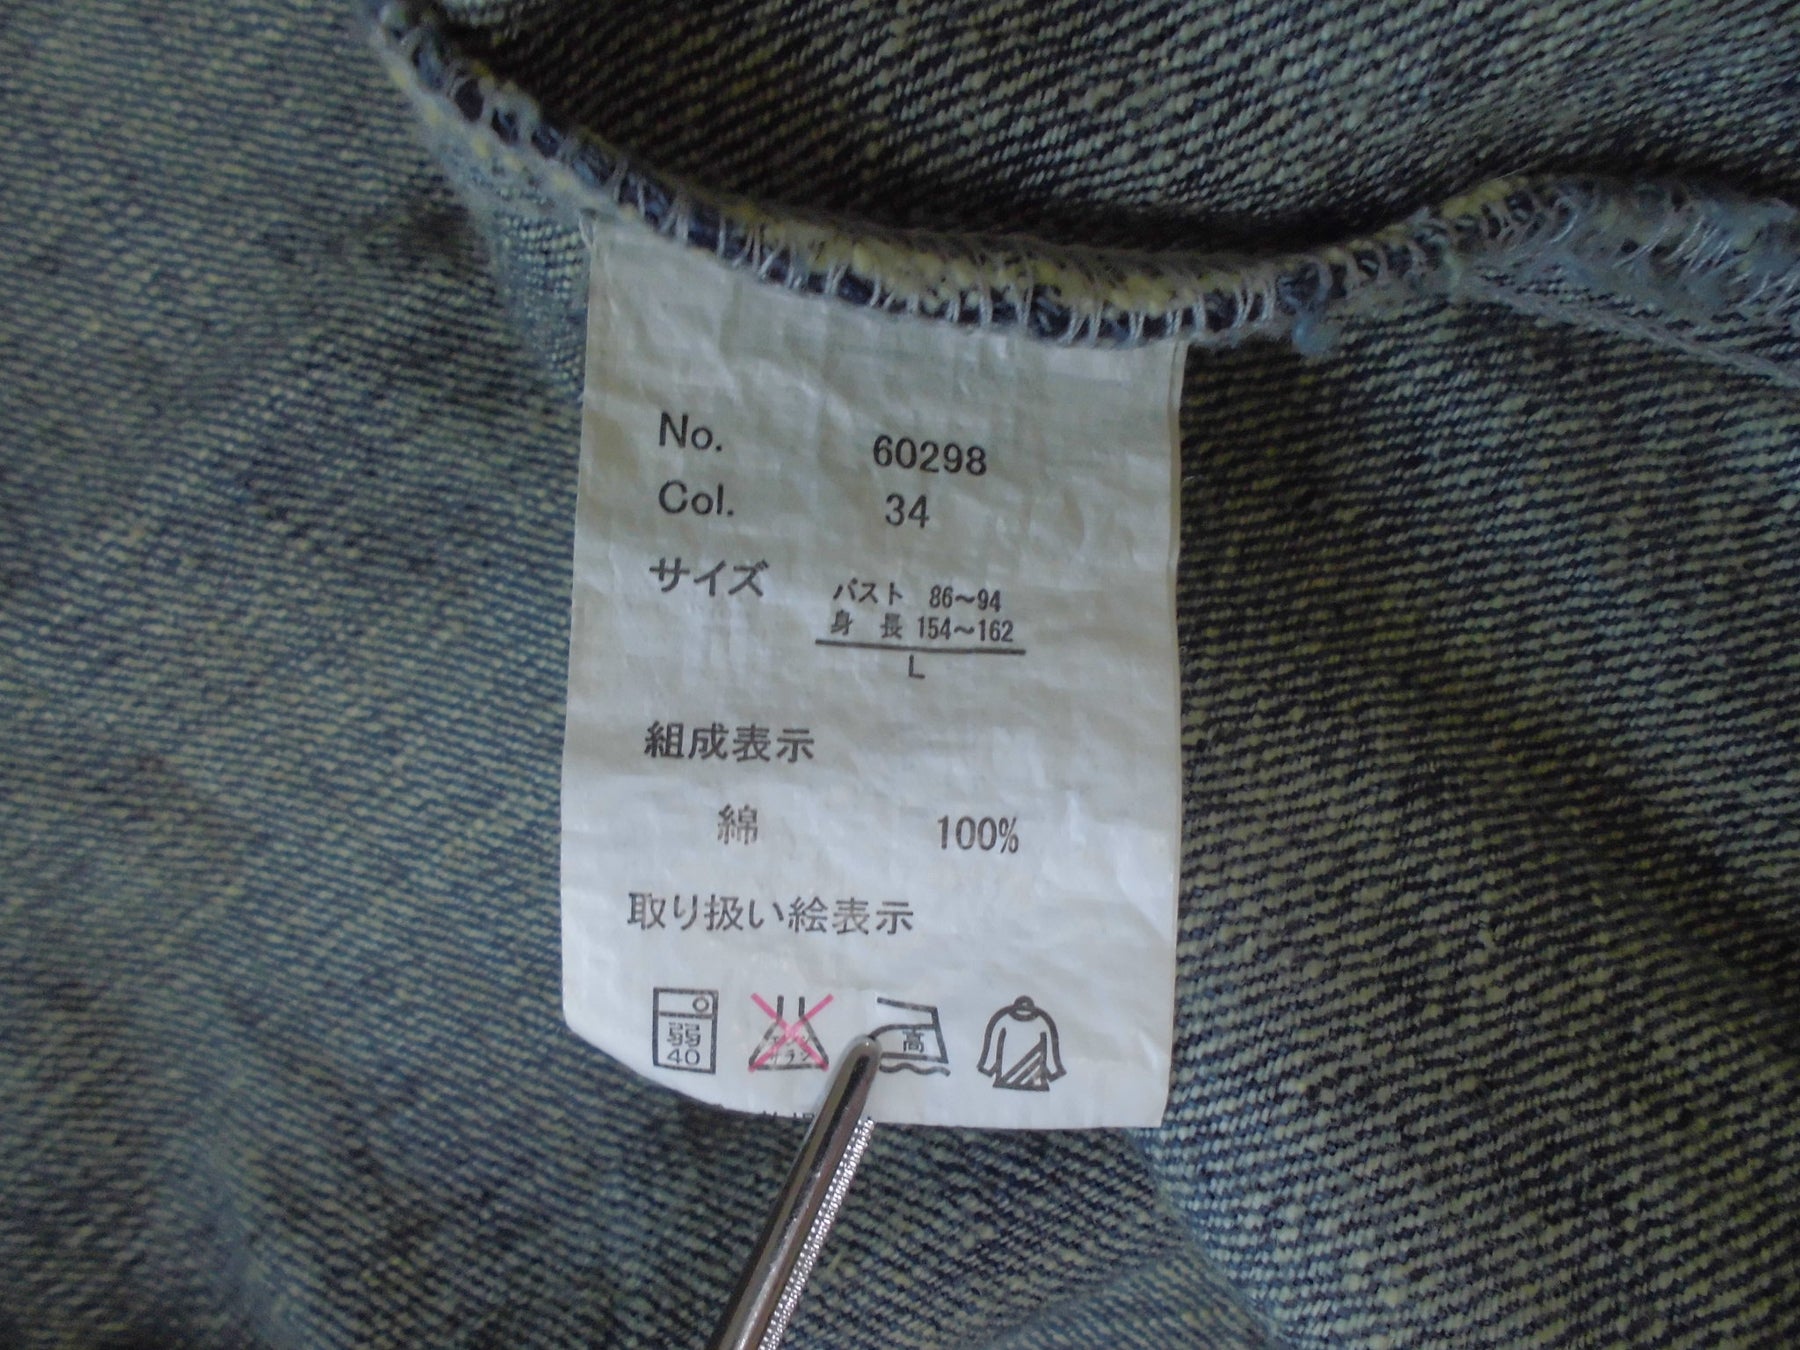 No. 60298
Col. 34
サイズ バスト 86～94
身長 154～162
L
組成表示
綿 100%
取り扱い絵表示
弱 40
高